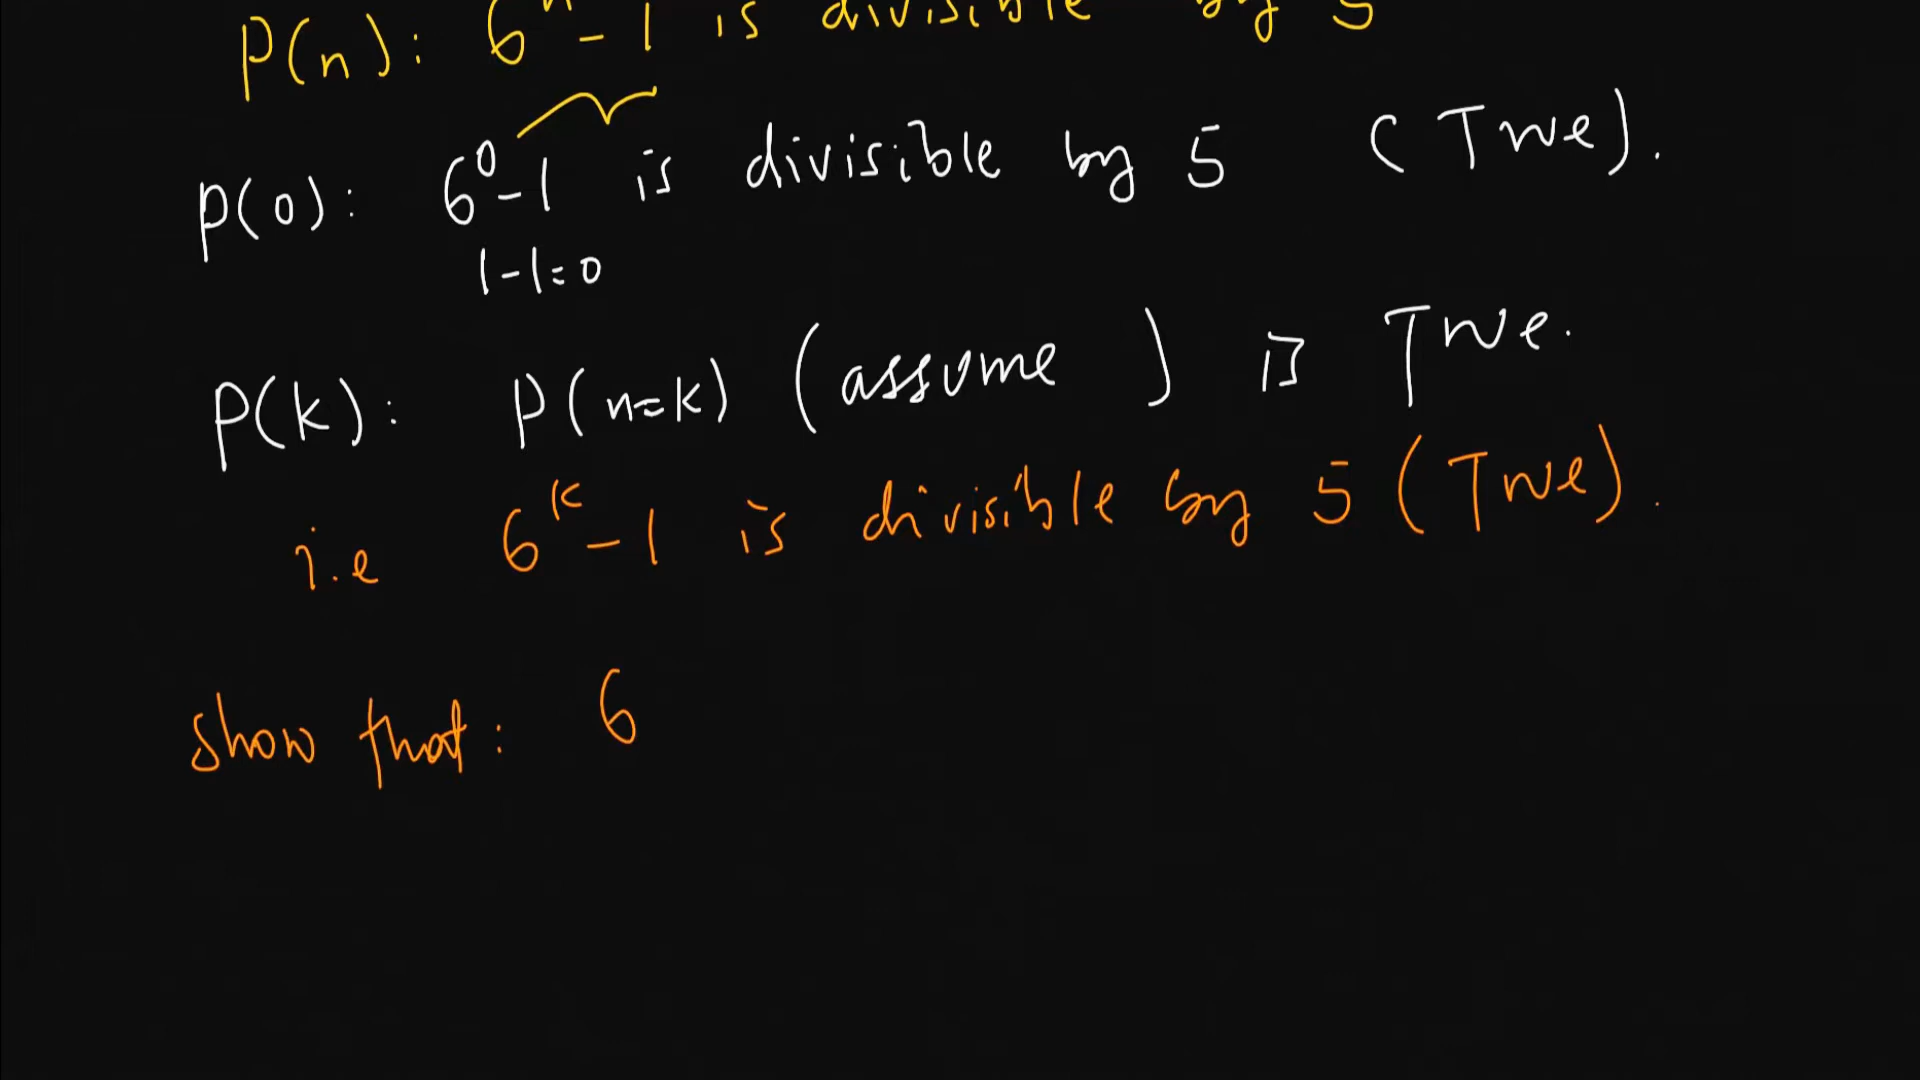 P(n): 6ⁿ - 1 is divisible by 5
P(0): 6⁰ - 1 is divisible by 5 (True).
1-1=0
P(k): P(n=k) (assume ) is True.
i.e 6ᵏ - 1 is divisible by 5 (True).
show that: 6